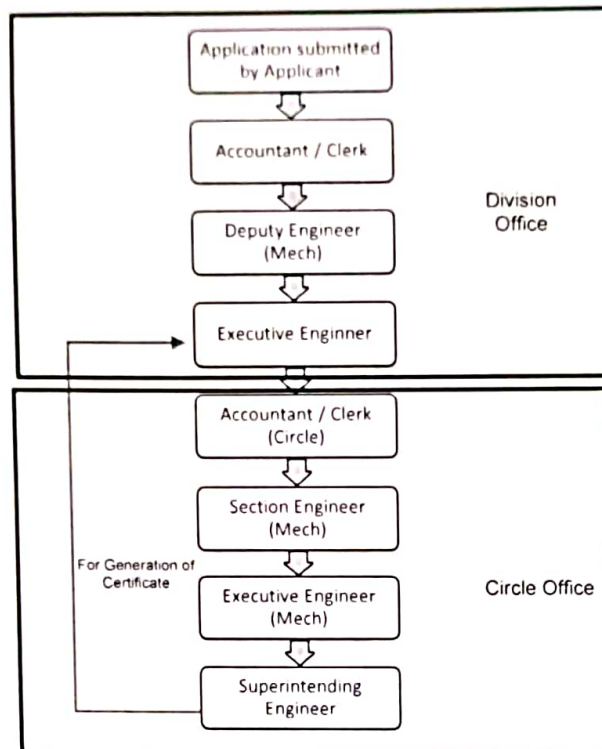 Application submitted
by Applicant
Accountant / Clerk
Deputy Engineer
(Mech)
Division
Office
Executive Enginner
Accountant / Clerk
(Circle)
Section Engineer
(Mech)
For Generation of
Certificate
Executive Engineer
(Mech)
Circle Office
Superintending
Engineer